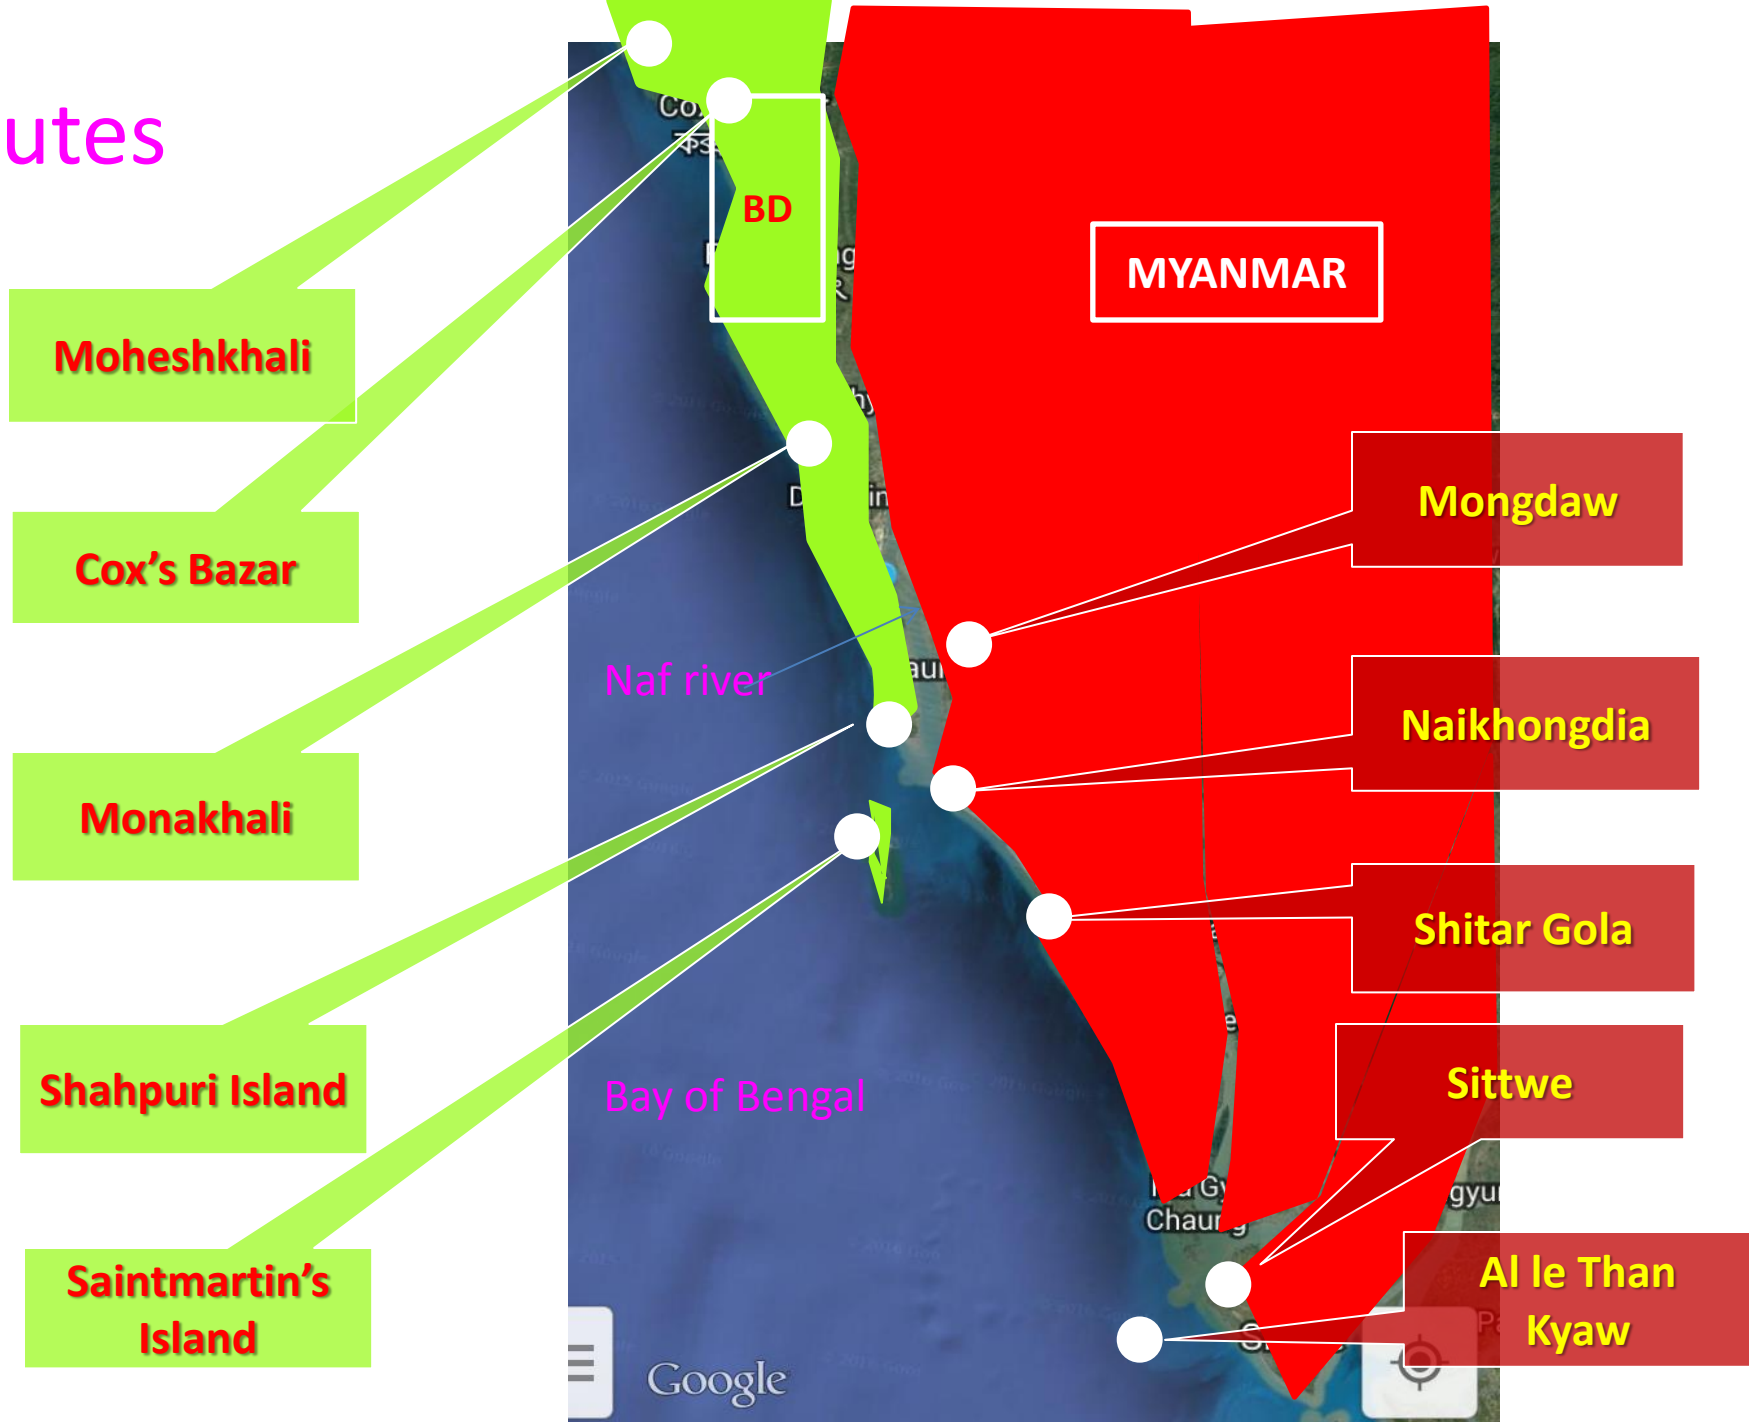 utes
BD
MYANMAR
Moheshkhali
Cox’s Bazar
Monakhali
Shahpuri Island
Saintmartin’s
Island
Naf river
Bay of Bengal
Mongdaw
Naikhongdia
Shitar Gola
Sittwe
Al le Than
Kyaw
Chaung
Google